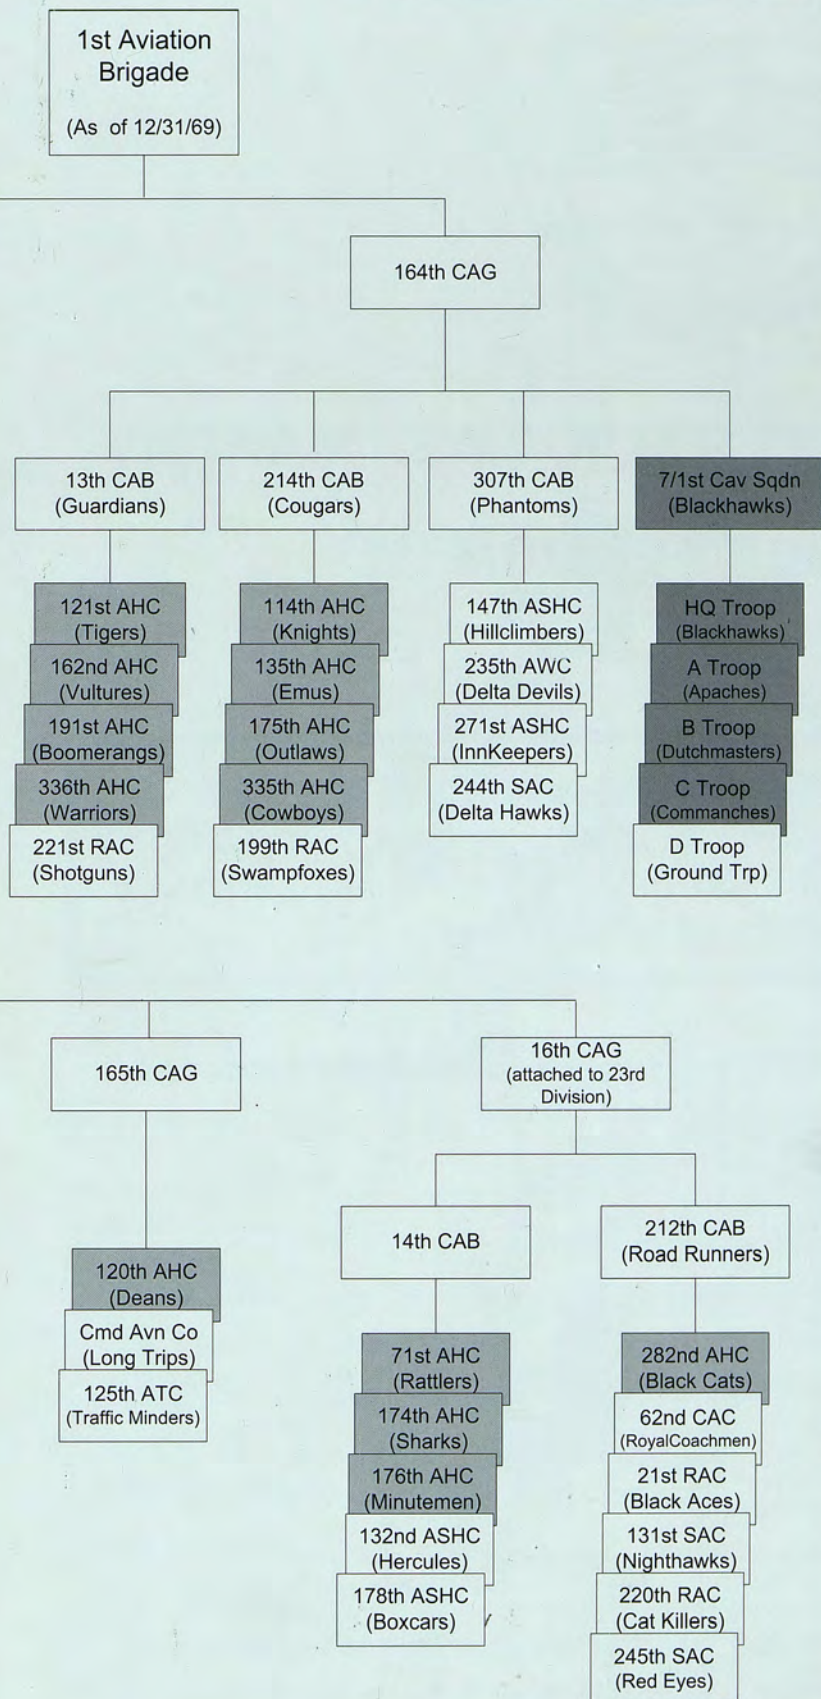 1st Aviation
Brigade
(As of 12/31/69)
164th CAG
13th CAB
(Guardians)
214th CAB
(Cougars)
307th CAB
(Phantoms)
7/1st Cav Sqdn
(Blackhawks)
121st AHC
(Tigers)
162nd AHC
(Vultures)
191st AHC
(Boomerangs)
336th AHC
(Warriors)
221st RAC
(Shotguns)
114th AHC
(Knights)
135th AHC
(Emus)
175th AHC
(Outlaws)
335th AHC
(Cowboys)
199th RAC
(Swampfoxes)
147th ASHC
(Hillclimbers)
235th AWC
(Delta Devils)
271st ASHC
(InnKeepers)
244th SAC
(Delta Hawks)
HQ Troop
(Blackhawks)
A Troop
(Apaches)
B Troop
(Dutchmasters)
C Troop
(Commanches)
D Troop
(Ground Trp)
165th CAG
16th CAG
(attached to 23rd
Division)
14th CAB
212th CAB
(Road Runners)
120th AHC
(Deans)
Cmd Avn Co
(Long Trips)
125th ATC
(Traffic Minders)
71st AHC
(Rattlers)
174th AHC
(Sharks)
176th AHC
(Minutemen)
132nd ASHC
(Hercules)
178th ASHC
(Boxcars)
282nd AHC
(Black Cats)
62nd CAC
(RoyalCoachmen)
21st RAC
(Black Aces)
131st SAC
(Nighthawks)
220th RAC
(Cat Killers)
245th SAC
(Red Eyes)